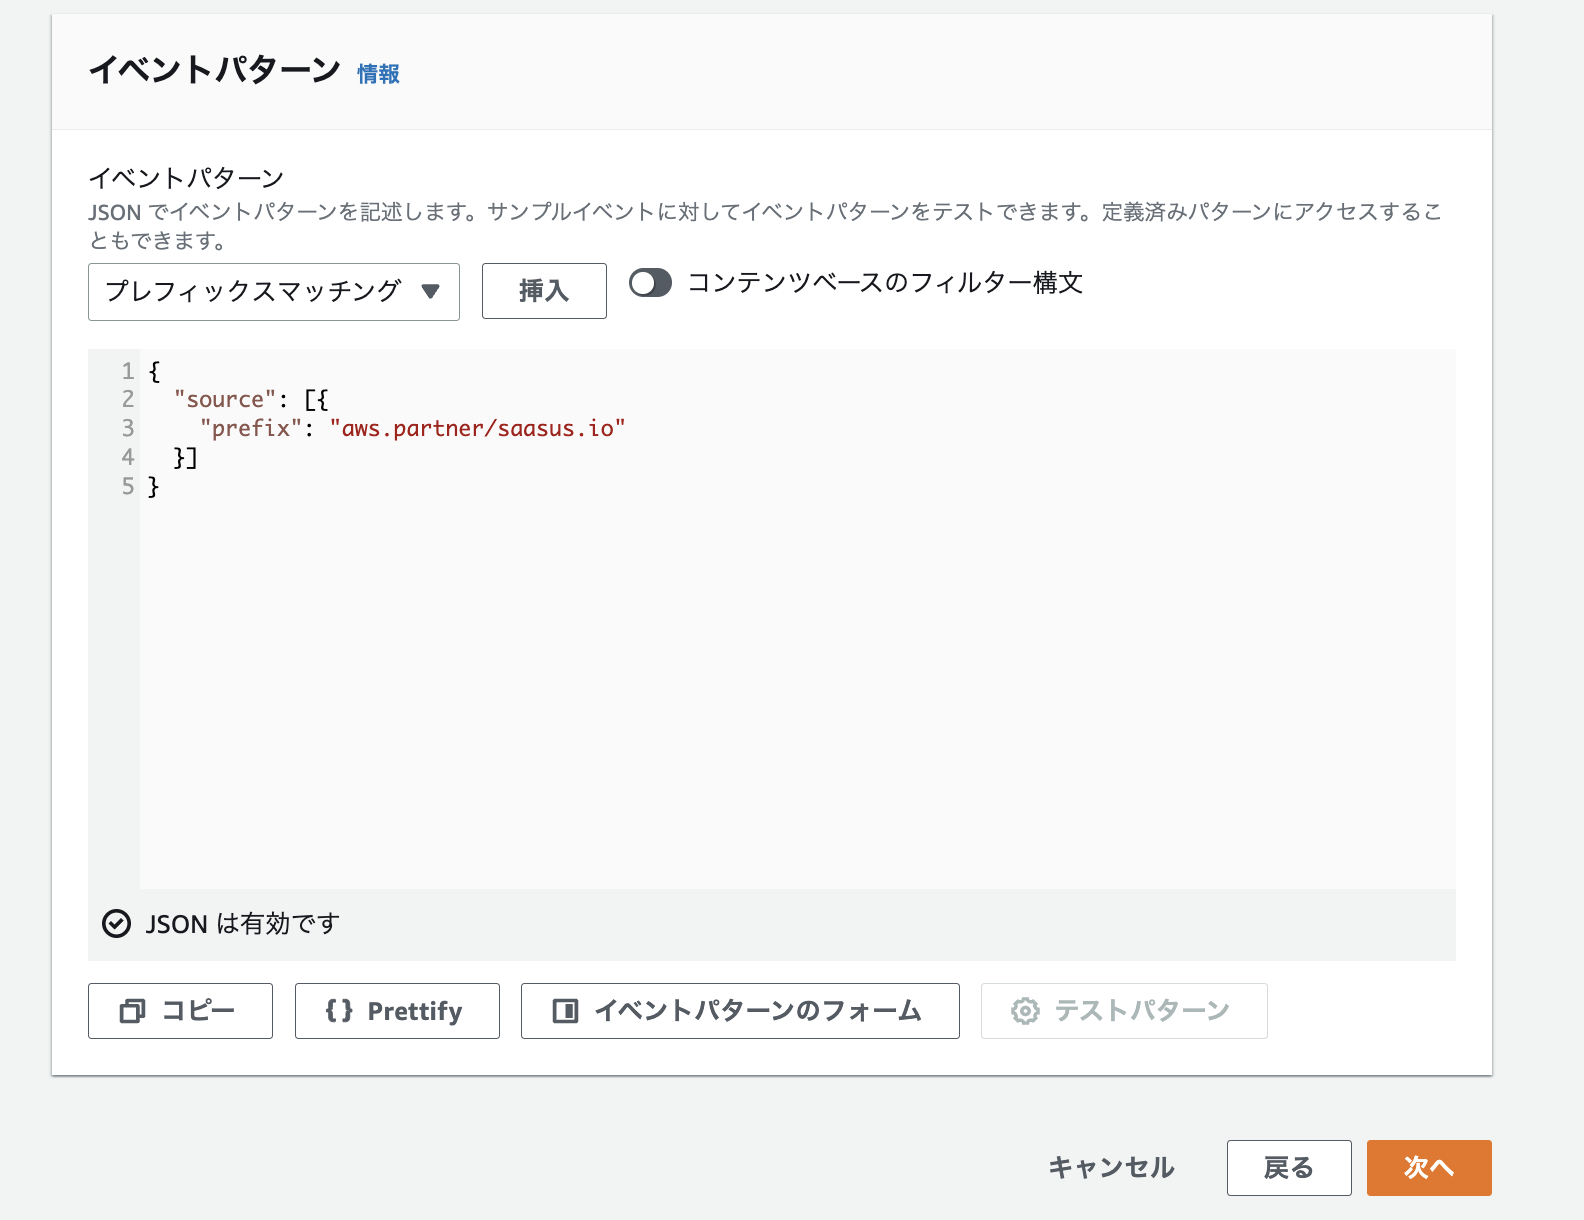 イベントパターン 情報
イベントパターン
JSON でイベントパターンを記述します。サンプルイベントに対してイベントパターンをテストできます。定義済みパターンにアクセスするこ
ともできます。
プレフィックスマッチング ▼ 挿入 コンテンツベースのフィルター構文
1 {
2   "source": [{
3     "prefix": "aws.partner/saasus.io"
4   }]
5 }
JSON は有効です
コピー {} Prettify イベントパターンのフォーム テストパターン
キャンセル 戻る 次へ